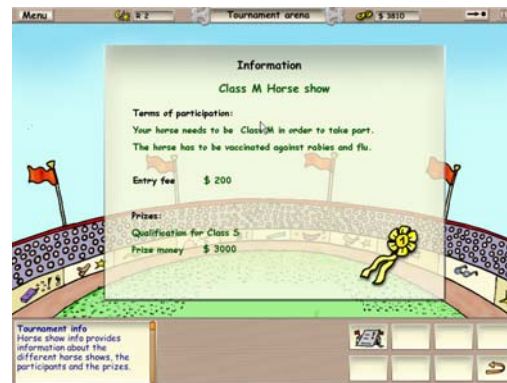 Menu
R 2
Tournament arena
$ 3810
Information
Class M Horse show
Terms of participation:
Your horse needs to be Class M in order to take part.
The horse has to be vaccinated against rabies and flu.
Entry fee $ 200
Prizes:
Qualification for Class S
Prize money $ 3000
1
Tournament info
Horse show info provides
information about the
different horse shows, the
participants and the prizes.